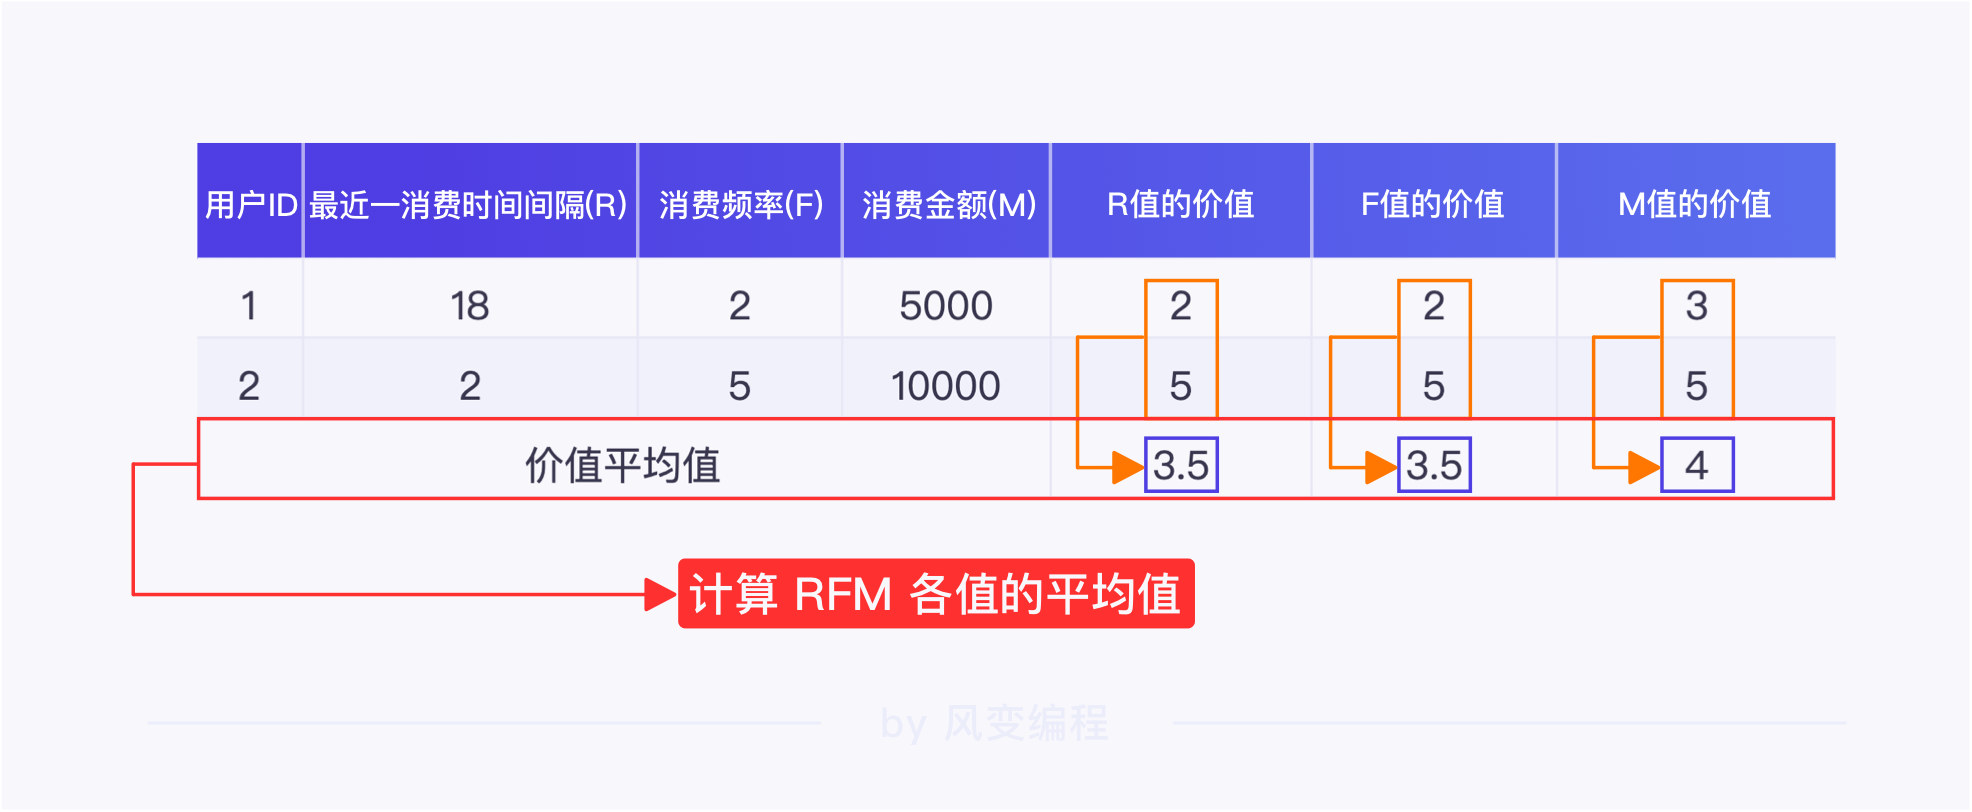 用户ID 最近一消费时间间隔(R) 消费频率(F) 消费金额(M) R值的价值 F值的价值 M值的价值
1 18 2 5000 2 2 3
2 2 5 10000 5 5 5
价值平均值 3.5 3.5 4
计算 RFM 各值的平均值
by 风变编程